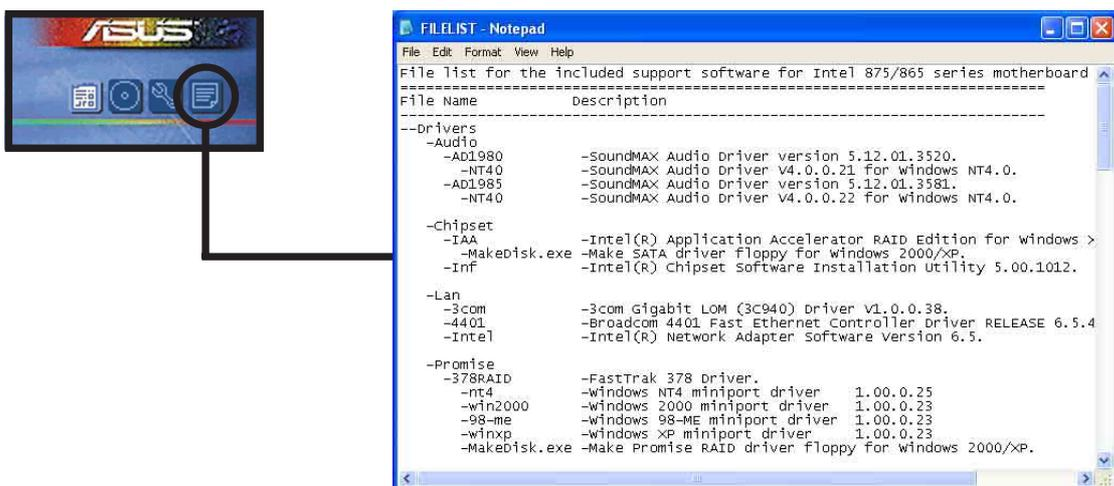 ASUS
FILELIST - Notepad
File Edit Format View Help
File list for the included support software for Intel 875/865 series motherboard
================================================================================
File Name Description
--------------------------------------------------------------------------------
--Drivers
-Audio
-AD1980 -SoundMAX Audio Driver version 5.12.01.3520.
-NT40 -SoundMAX Audio Driver V4.0.0.21 for Windows NT4.0.
-AD1985 -SoundMAX Audio Driver version 5.12.01.3581.
-NT40 -SoundMAX Audio Driver V4.0.0.22 for Windows NT4.0.
-Chipset
-IAA -Intel(R) Application Accelerator RAID Edition for Windows >
-MakeDisk.exe -Make SATA driver floppy for Windows 2000/XP.
-Inf -Intel(R) Chipset Software Installation Utility 5.00.1012.
-Lan
-3com -3com Gigabit LOM (3C940) Driver V1.0.0.38.
-4401 -Broadcom 4401 Fast Ethernet Controller Driver RELEASE 6.5.4
-Intel -Intel(R) Network Adapter Software Version 6.5.
-Promise
-378RAID -FastTrak 378 Driver.
-nt4 -Windows NT4 miniport driver 1.00.0.25
-win2000 -Windows 2000 miniport driver 1.00.0.23
-98-me -Windows 98-ME miniport driver 1.00.0.23
-winxp -Windows XP miniport driver 1.00.0.23
-MakeDisk.exe -Make Promise RAID driver floppy for Windows 2000/XP.